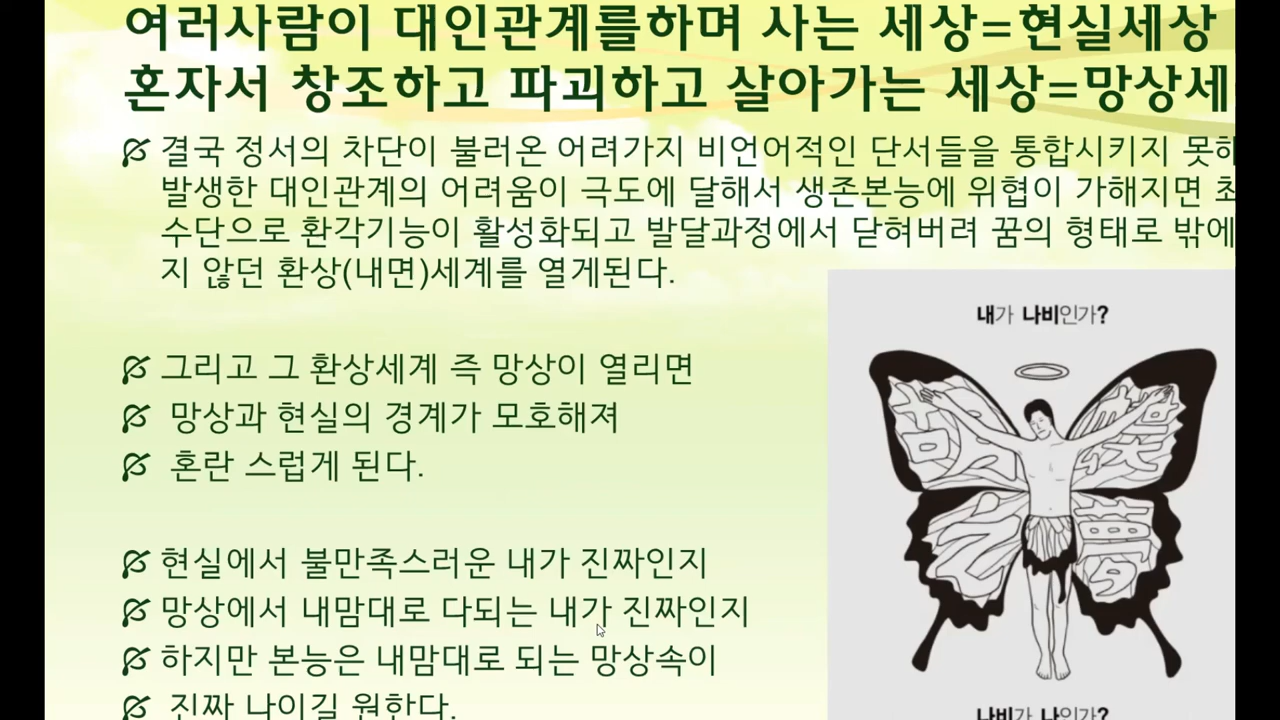 여러사람이 대인관계를하며 사는 세상=현실세상
혼자서 창조하고 파괴하고 살아가는 세상=망상세
결국 정서의 차단이 불러온 어려가지 비언어적인 단서들을 통합시키지 못해
발생한 대인관계의 어려움이 극도에 달해서 생존본능에 위협이 가해지면 최
수단으로 환각기능이 활성화되고 발달과정에서 닫혀버려 꿈의 형태로 밖에
지 않던 환상(내면)세계를 열게된다.
그리고 그 환상세계 즉 망상이 열리면
망상과 현실의 경계가 모호해져
혼란 스럽게 된다.
현실에서 불만족스러운 내가 진짜인지
망상에서 내맘대로 다되는 내가 진짜인지
하지만 본능은 내맘대로 되는 망상속이
진짜 나이길 원한다.
내가 나비인가?
胡
蝶
之
夢
나비가 나인가?